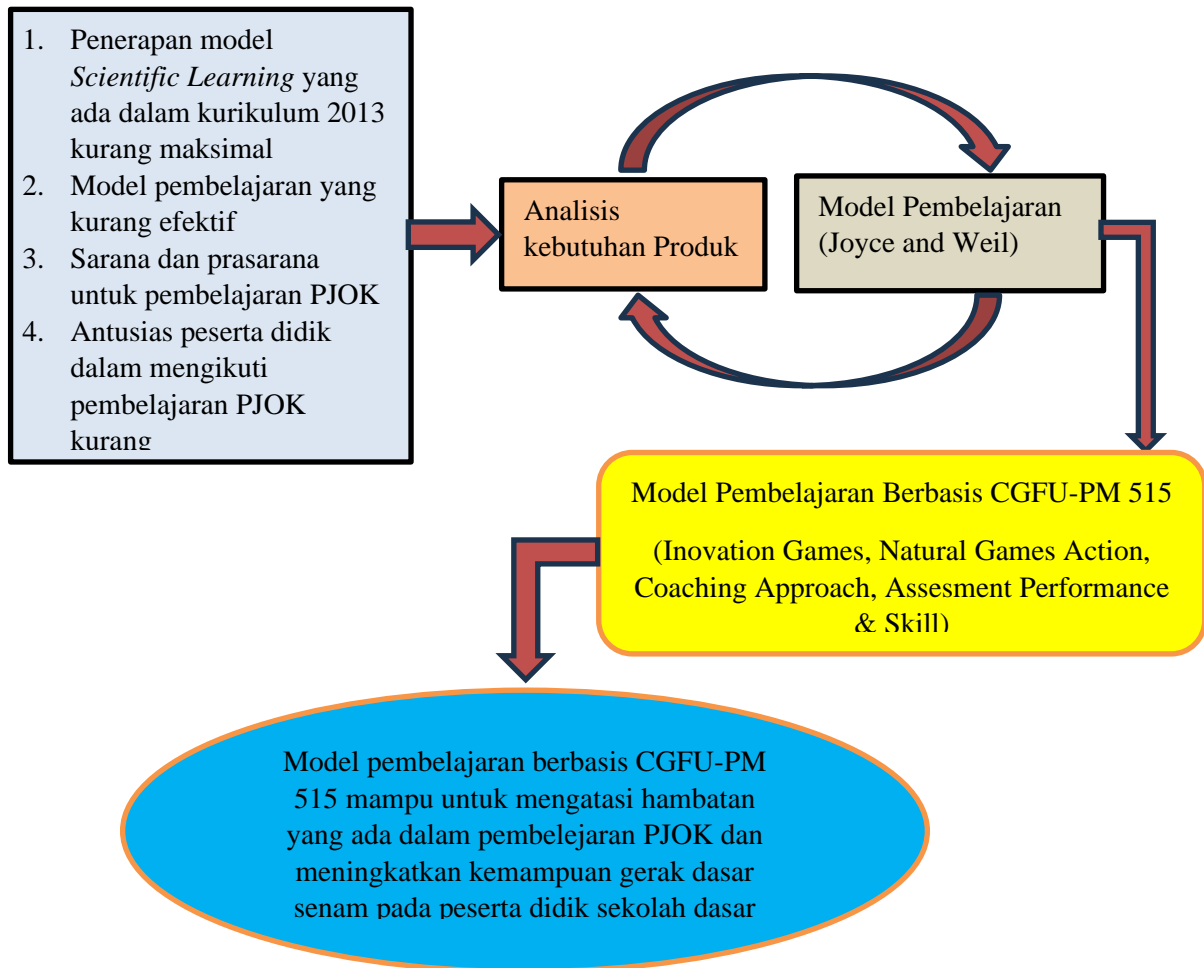 1. Penerapan model
Scientific Learning yang
ada dalam kurikulum 2013
kurang maksimal
2. Model pembelajaran yang
kurang efektif
3. Sarana dan prasarana
untuk pembelajaran PJOK
4. Antusias peserta didik
dalam mengikuti
pembelajaran PJOK
kurang
Analisis
kebutuhan Produk
Model Pembelajaran
(Joyce and Weil)
Model Pembelajaran Berbasis CGFU-PM 515
(Inovation Games, Natural Games Action,
Coaching Approach, Assesment Performance
& Skill)
Model pembelajaran berbasis CGFU-PM
515 mampu untuk mengatasi hambatan
yang ada dalam pembelejaran PJOK dan
meningkatkan kemampuan gerak dasar
senam pada peserta didik sekolah dasar